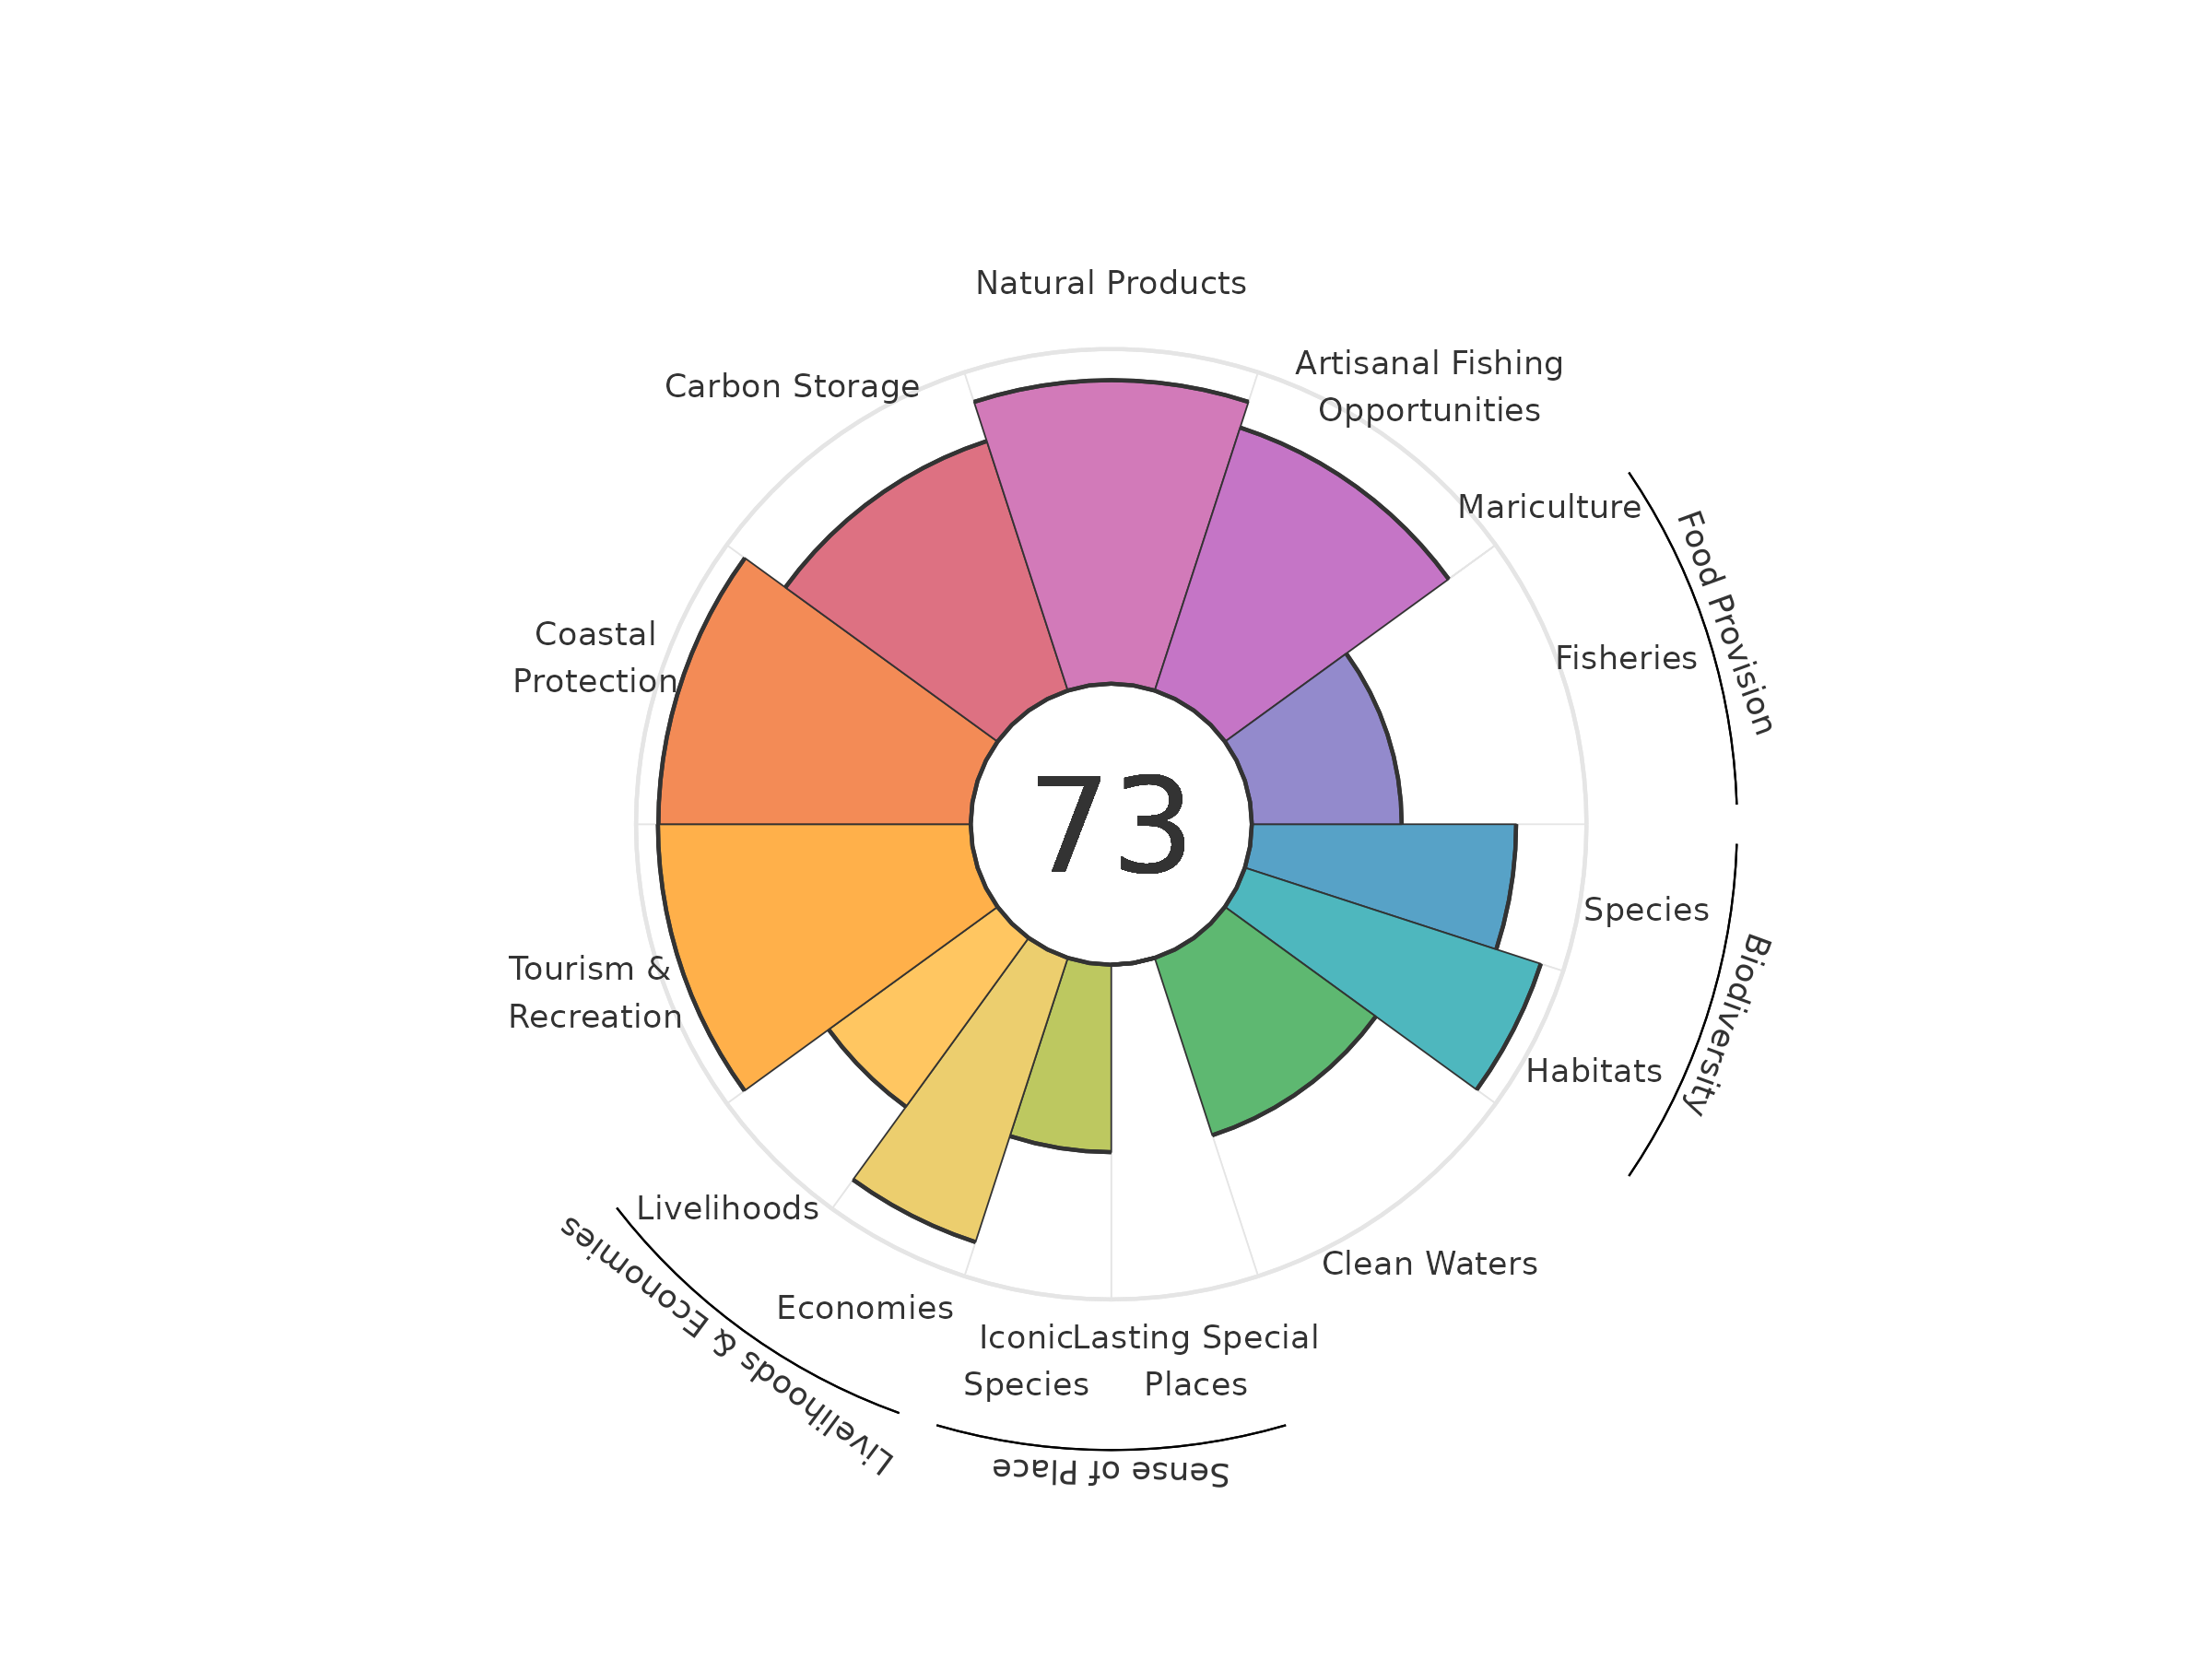 Natural Products
Carbon Storage
Artisanal Fishing
Opportunities
Mariculture
Food Provision
Fisheries
Coastal
Protection
73
Species
Biodiversity
Habitats
Tourism &
Recreation
Livelihoods
Livelihoods & Economies
Clean Waters
Economies
Iconic
Species
Lasting Special
Places
Sense of Place